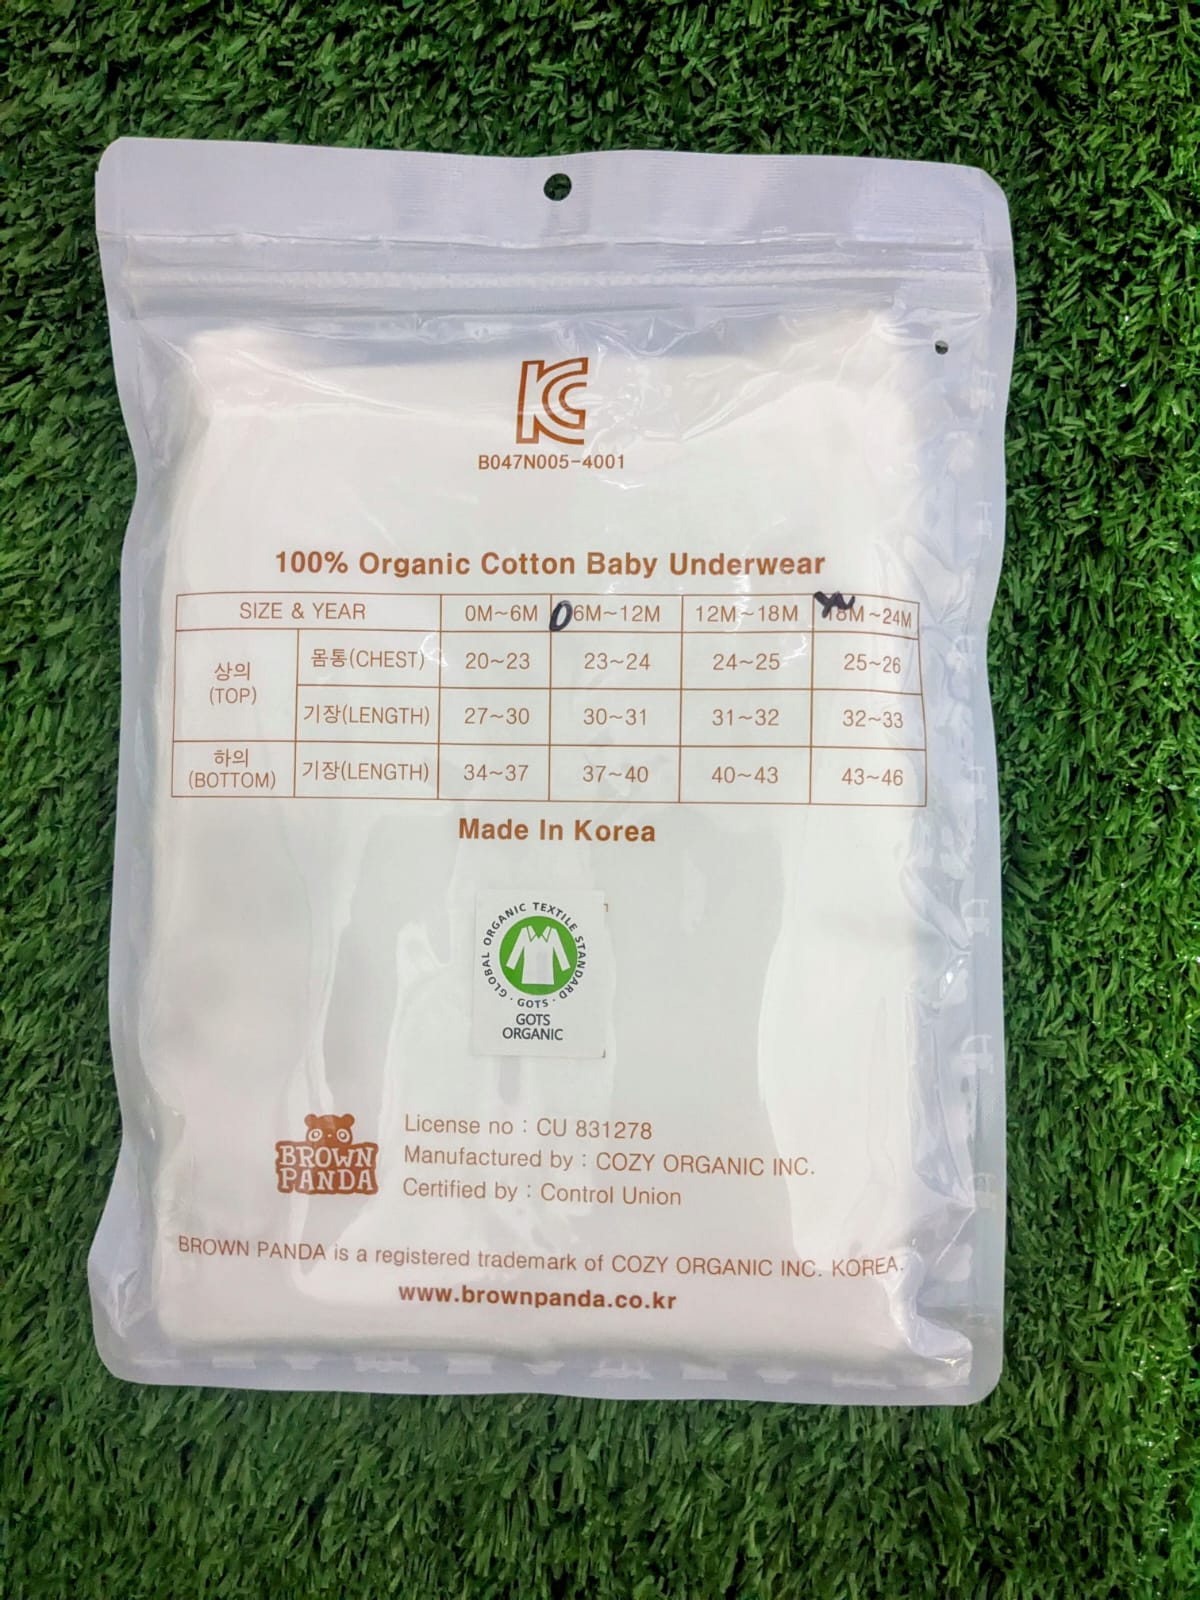 KC
B047N005-4001
100% Organic Cotton Baby Underwear
SIZE & YEAR 0M~6M 06M~12M 12M~18M 18M~24M
상의
(TOP)
몸통(CHEST) 20~23 23~24 24~25 25~26
기장(LENGTH) 27~30 30~31 31~32 32~33
하의
(BOTTOM)
기장(LENGTH) 34~37 37~40 40~43 43~46
Made In Korea
GLOBAL ORGANIC TEXTILE STANDARD · GOTS ·
GOTS
ORGANIC
BROWN
PANDA
License no : CU 831278
Manufactured by : COZY ORGANIC INC.
Certified by : Control Union
BROWN PANDA is a registered trademark of COZY ORGANIC INC. KOREA.
www.brownpanda.co.kr